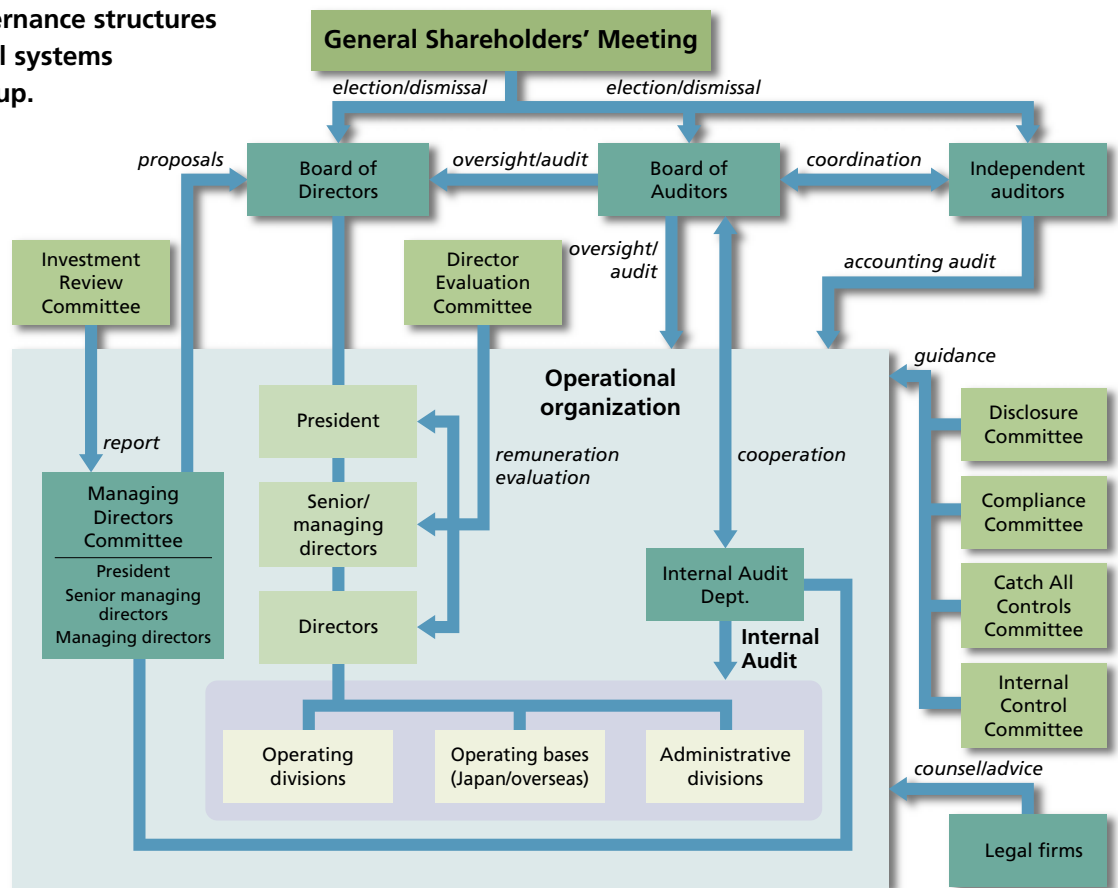 ernance structures
l systems
up.
General Shareholders’ Meeting
election/dismissal
election/dismissal
proposals
Board of
Directors
oversight/audit
Board of
Auditors
coordination
Independent
auditors
Investment
Review
Committee
Director
Evaluation
Committee
oversight/
audit
accounting audit
guidance
Operational
organization
President
report
remuneration
evaluation
cooperation
Disclosure
Committee
Managing
Directors
Committee
President
Senior managing
directors
Managing directors
Senior/
managing
directors
Compliance
Committee
Internal Audit
Dept.
Catch All
Controls
Committee
Directors
Internal
Audit
Internal
Control
Committee
Operating
divisions
Operating bases
(Japan/overseas)
Administrative
divisions
counsel/advice
Legal firms